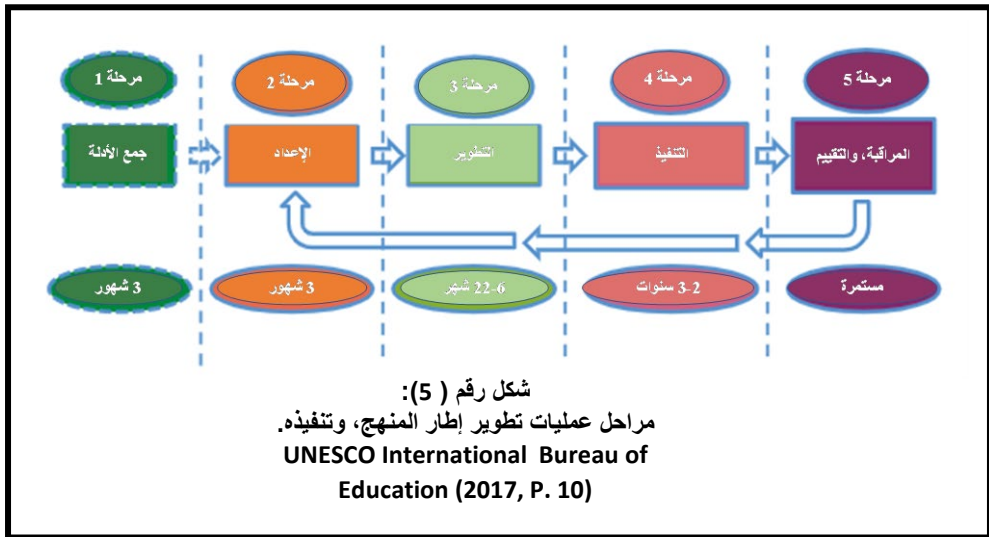 مرحلة 1
مرحلة 2
مرحلة 3
مرحلة 4
مرحلة 5
جمع الأدلة
الإعداد
التطوير
التنفيذ
المراقبة، والتقييم
3 شهور
3 شهور
6-22 شهر
2-3 سنوات
مستمرة
شكل رقم ( 5):
مراحل عمليات تطوير إطار المنهج، وتنفيذه.
UNESCO International Bureau of
Education (2017, P. 10)